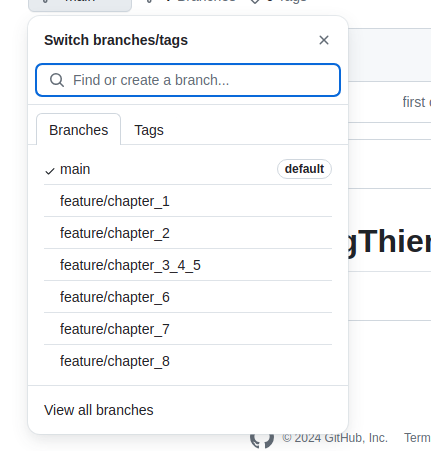 Switch branches/tags
Find or create a branch...
Branches Tags
main default
feature/chapter_1
feature/chapter_2
feature/chapter_3_4_5
feature/chapter_6
feature/chapter_7
feature/chapter_8
View all branches
first
gThier
© 2024 GitHub, Inc. Term